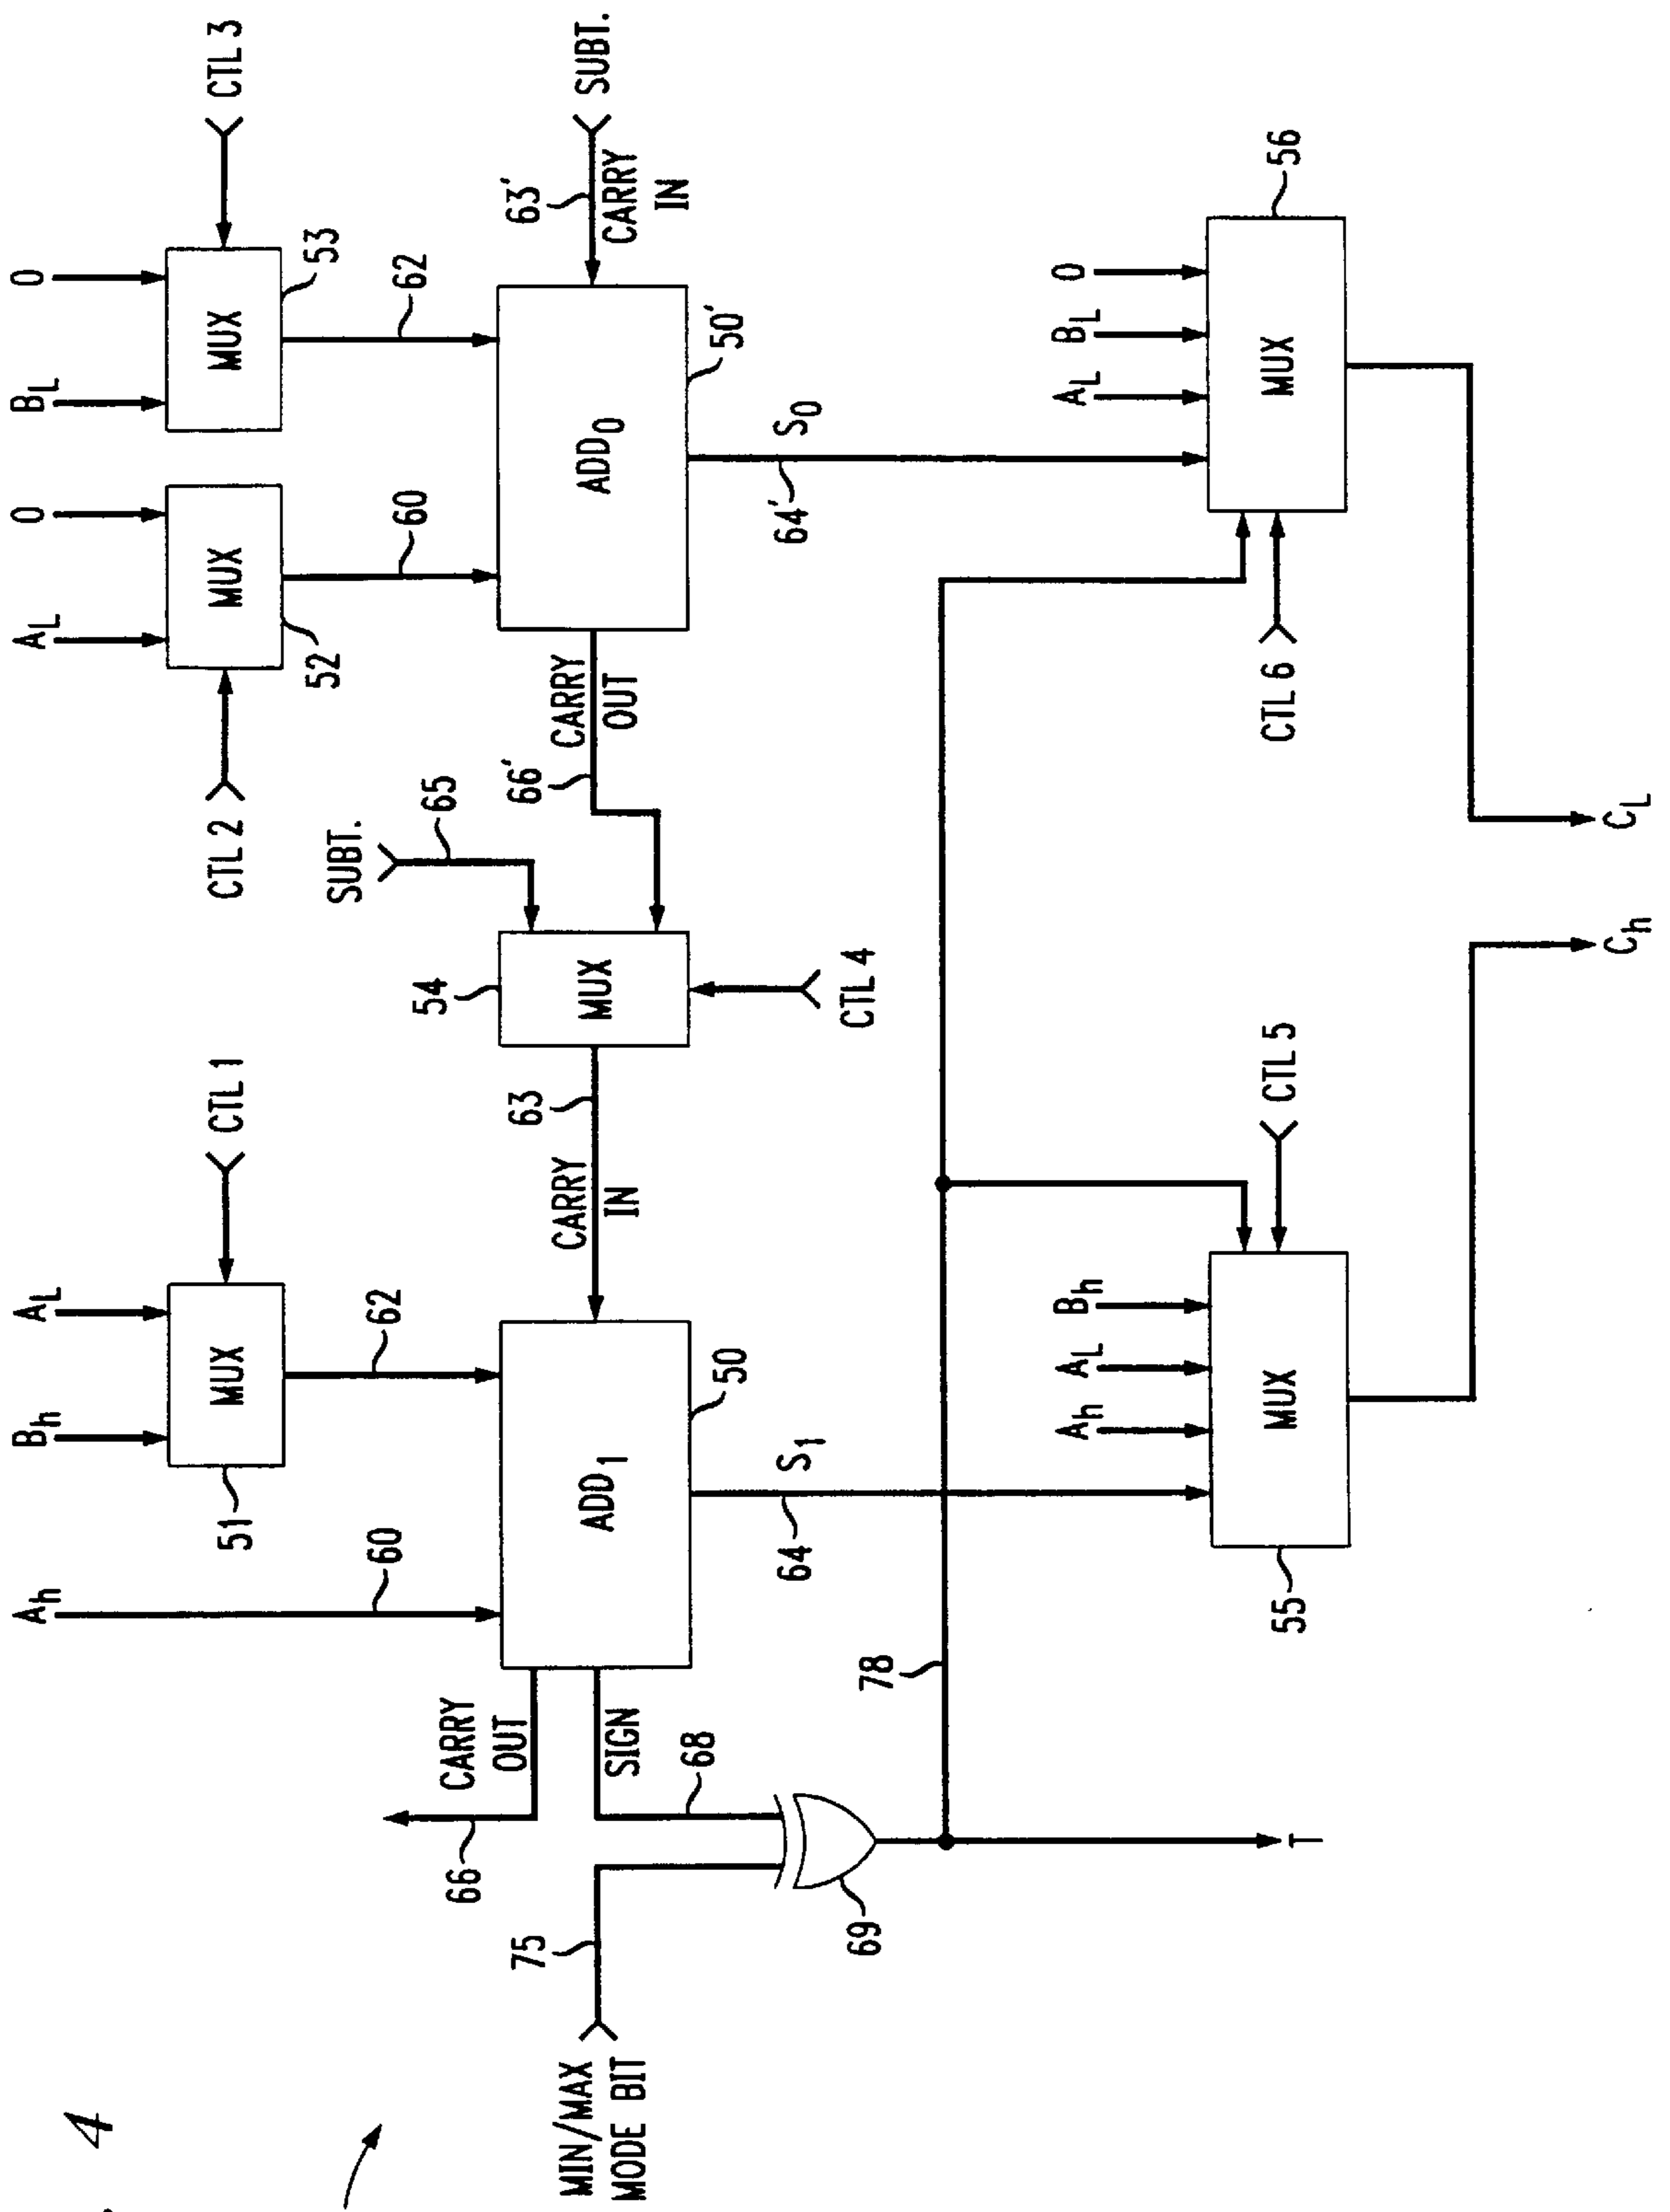 4
A_h
B_h
A_L
A_L
0
B_L
0
51
MUX
CTL 1
CTL 2
MUX
52
MUX
53
CTL 3
60
62
60
62
66
CARRY
OUT
SIGN
68
ADD_1
50
CARRY
IN
63
54
MUX
SUBT.
65
CTL 4
66'
CARRY
OUT
ADD_0
50'
63'
CARRY
IN
SUBT.
MIN/MAX
MODE BIT
75
69
64
S_1
64'
S_0
78
T
A_h
A_L
B_h
55
MUX
CTL 5
CTL 6
A_L
B_L
0
MUX
56
C_h
C_L